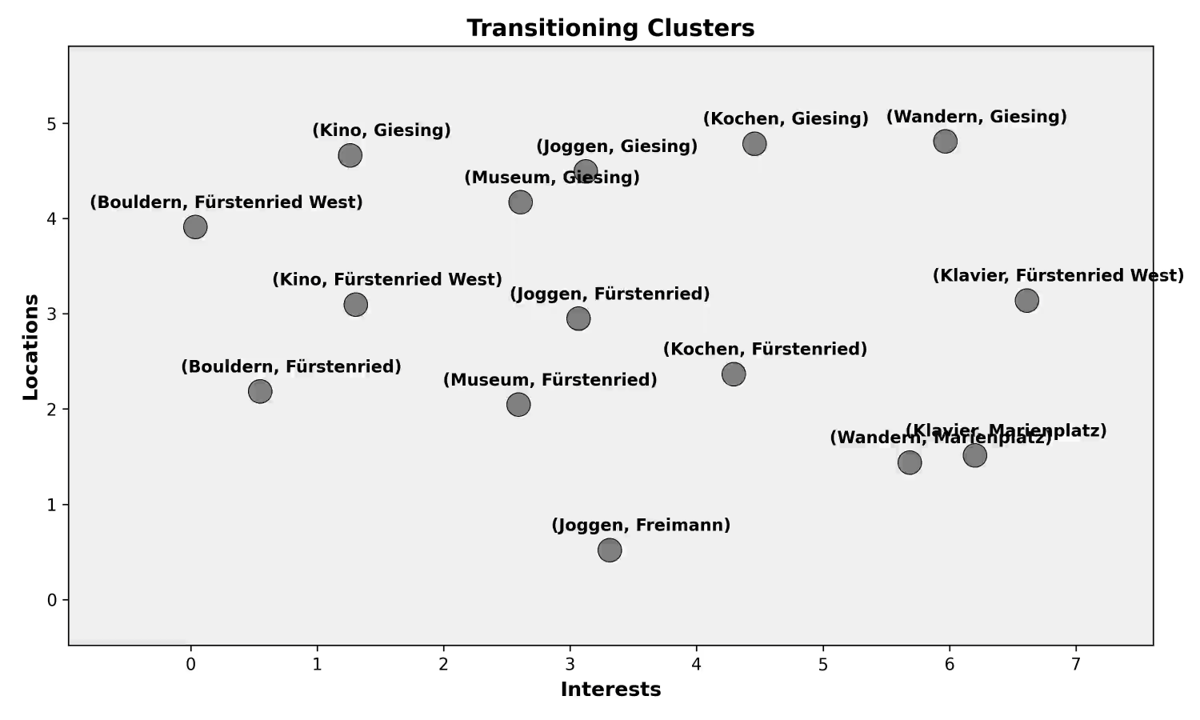 Transitioning Clusters
(Kochen, Giesing)
(Wandern, Giesing)
(Kino, Giesing)
(Joggen, Giesing)
(Museum, Giesing)
(Bouldern, Fürstenried West)
(Kino, Fürstenried West)
(Klavier, Fürstenried West)
(Joggen, Fürstenried)
(Kochen, Fürstenried)
(Bouldern, Fürstenried)
(Museum, Fürstenried)
(Klavier, Marienplatz)
(Wandern, Marienplatz)
(Joggen, Freimann)
Locations
5
4
3
2
1
0
0 1 2 3 4 5 6 7
Interests